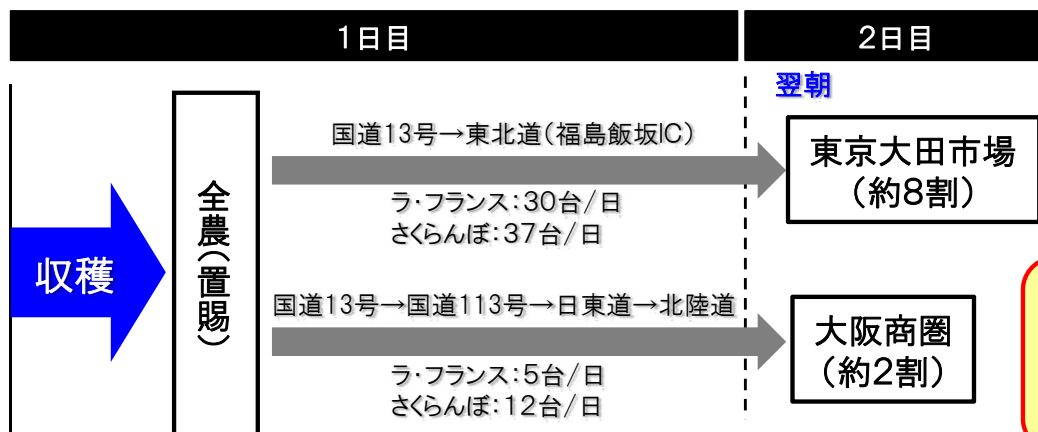 1日目
2日目
翌朝
国道13号→東北道(福島飯坂IC)
ラ・フランス:30台/日
さくらんぼ:37台/日
東京大田市場
(約8割)
収穫
全農(置賜)
国道13号→国道113号→日東道→北陸道
ラ・フランス:5台/日
さくらんぼ:12台/日
大阪商圏
(約2割)